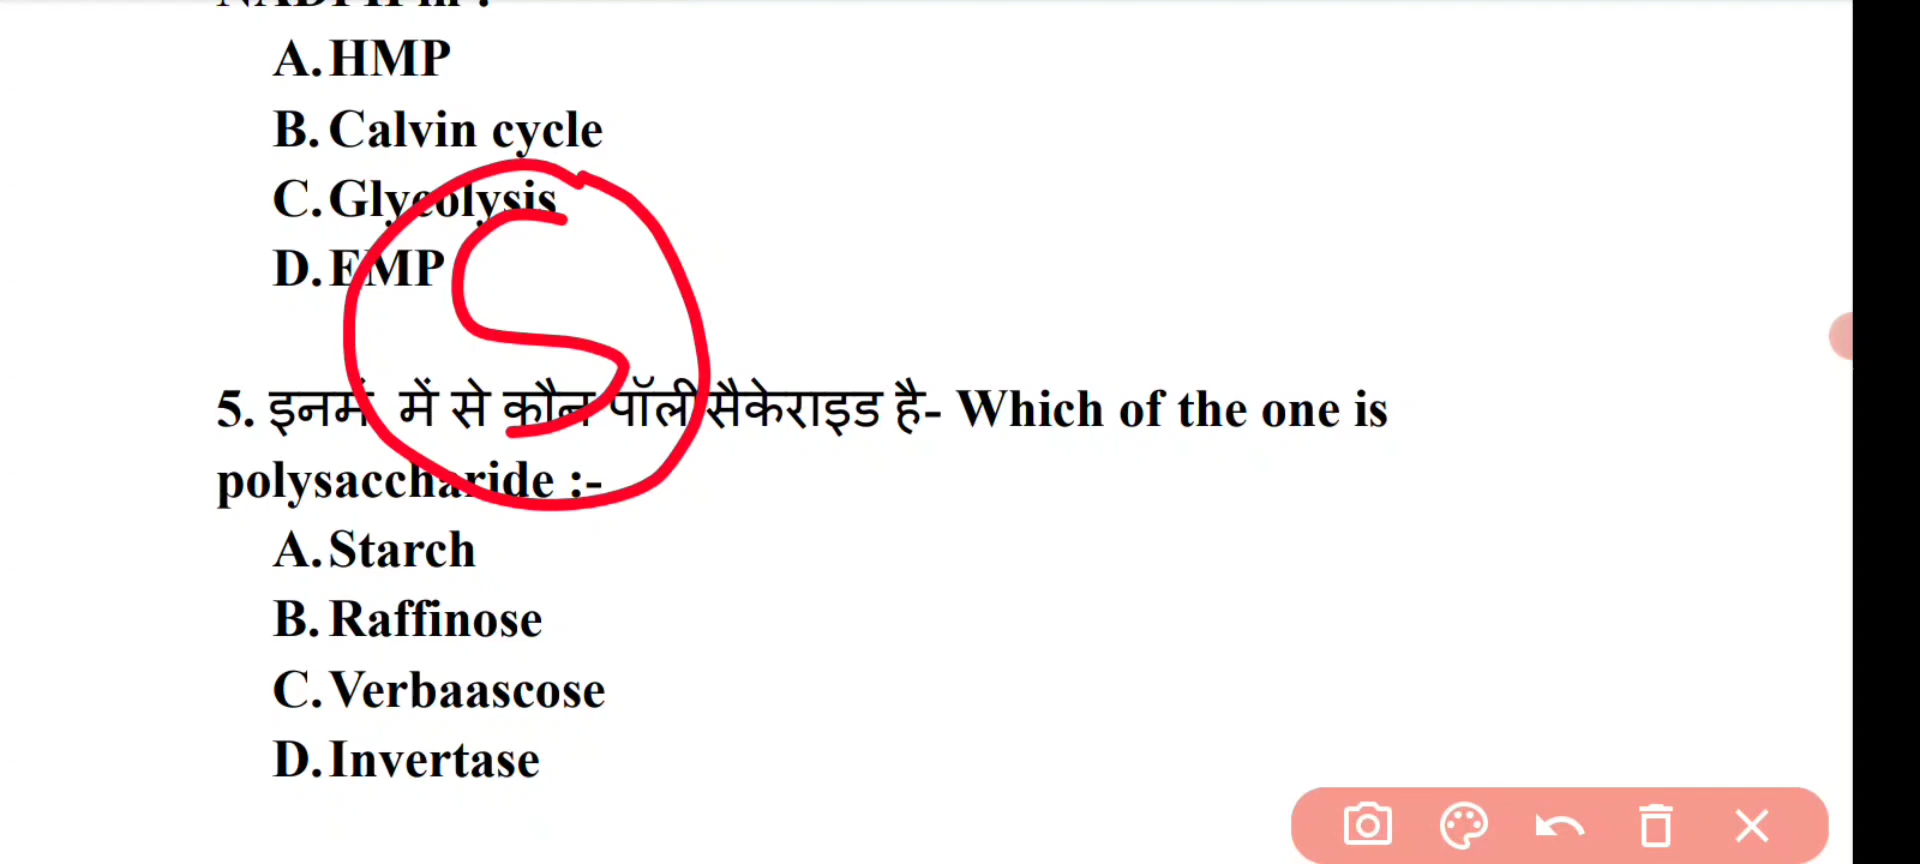 A. HMP
B. Calvin cycle
C. Glycolysis
D. EMP
S
5. इनमें में से कौन पॉलीसैकेराइड है- Which of the one is
polysaccharide :-
A. Starch
B. Raffinose
C. Verbaascose
D. Invertase